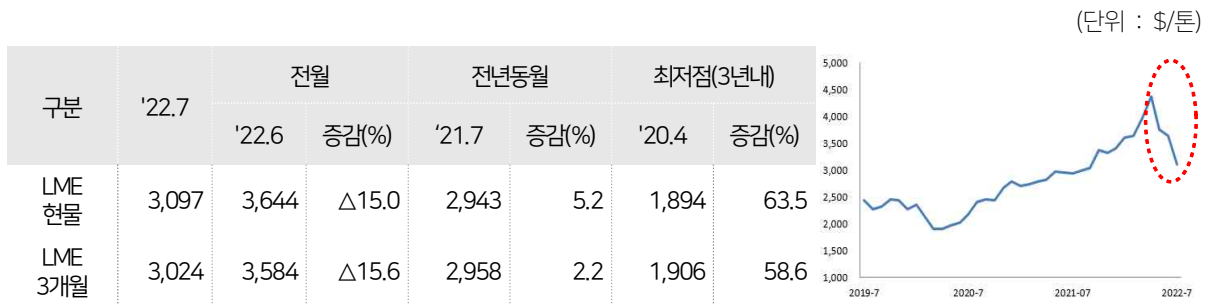 (단위 : $/톤)
구분 '22.7 전월 전년동월 최저점(3년내)
'22.6 증감(%) ‘21.7 증감(%) '20.4 증감(%)
LME
현물 3,097 3,644 △15.0 2,943 5.2 1,894 63.5
LME
3개월 3,024 3,584 △15.6 2,958 2.2 1,906 58.6
5,000
4,500
4,000
3,500
3,000
2,500
2,000
1,500
1,000
2019-7 2020-7 2021-07 2022-7